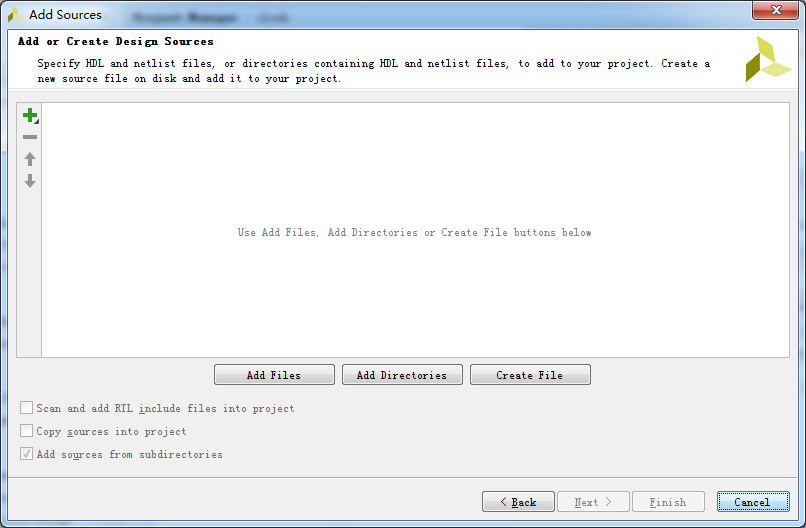 Add Sources
Add or Create Design Sources
Specify HDL and netlist files, or directories containing HDL and netlist files, to add to your project. Create a
new source file on disk and add it to your project.
Use Add Files, Add Directories or Create File buttons below
Add Files Add Directories Create File
Scan and add RTL include files into project
Copy sources into project
Add sources from subdirectories
< Back Next > Finish Cancel